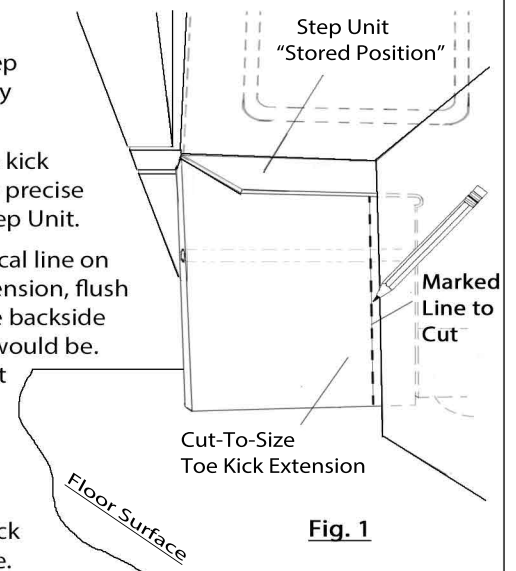 ep
y
kick
precise
ep Unit.
cal line on
ension, flush
e backside
would be.
t
ck
e.
Step Unit
“Stored Position”
Marked
Line to
Cut
Cut-To-Size
Toe Kick Extension
Floor Surface
Fig. 1